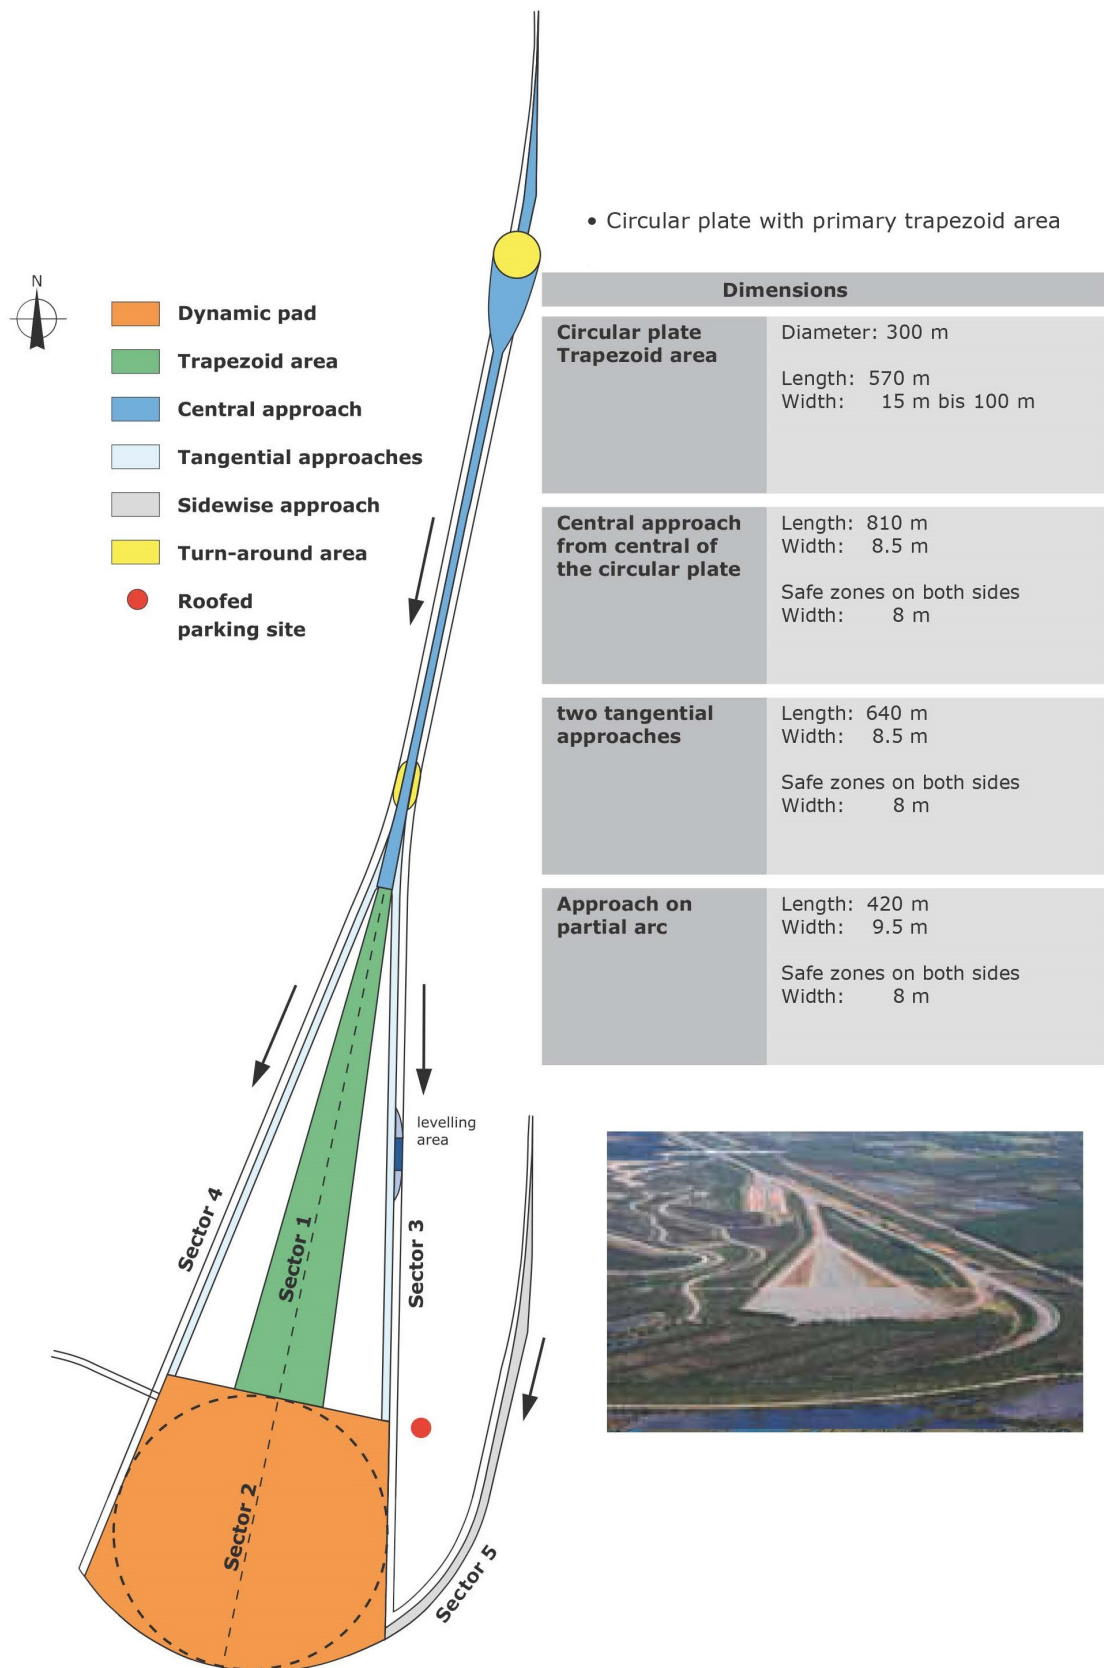 • Circular plate with primary trapezoid area
N
Dynamic pad
Trapezoid area
Central approach
Tangential approaches
Sidewise approach
Turn-around area
Roofed
parking site
Dimensions
Circular plate
Trapezoid area
Diameter: 300 m
Length: 570 m
Width: 15 m bis 100 m
Central approach
from central of
the circular plate
Length: 810 m
Width: 8.5 m
Safe zones on both sides
Width: 8 m
two tangential
approaches
Length: 640 m
Width: 8.5 m
Safe zones on both sides
Width: 8 m
Approach on
partial arc
Length: 420 m
Width: 9.5 m
Safe zones on both sides
Width: 8 m
levelling
area
Sector 4
Sector 1
Sector 3
Sector 2
Sector 5